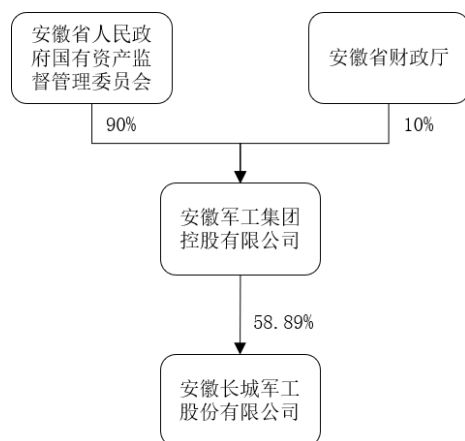 安徽省人民政
府国有资产监
督管理委员会
安徽省财政厅
90%
10%
安徽军工集团
控股有限公司
58.89%
安徽长城军工
股份有限公司